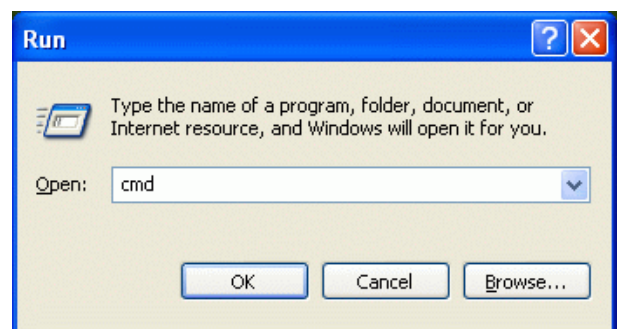 Run
Type the name of a program, folder, document, or
Internet resource, and Windows will open it for you.
Open: cmd
OK Cancel Browse...